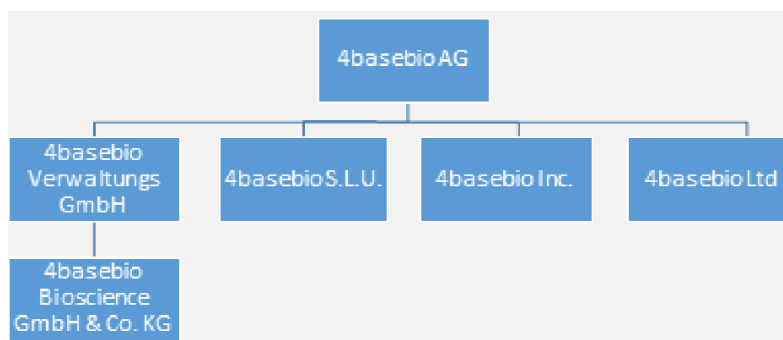 4basebio AG
4basebio
Verwaltungs
GmbH
4basebio S.L.U.
4basebio Inc.
4basebio Ltd
4basebio
Bioscience
GmbH & Co. KG